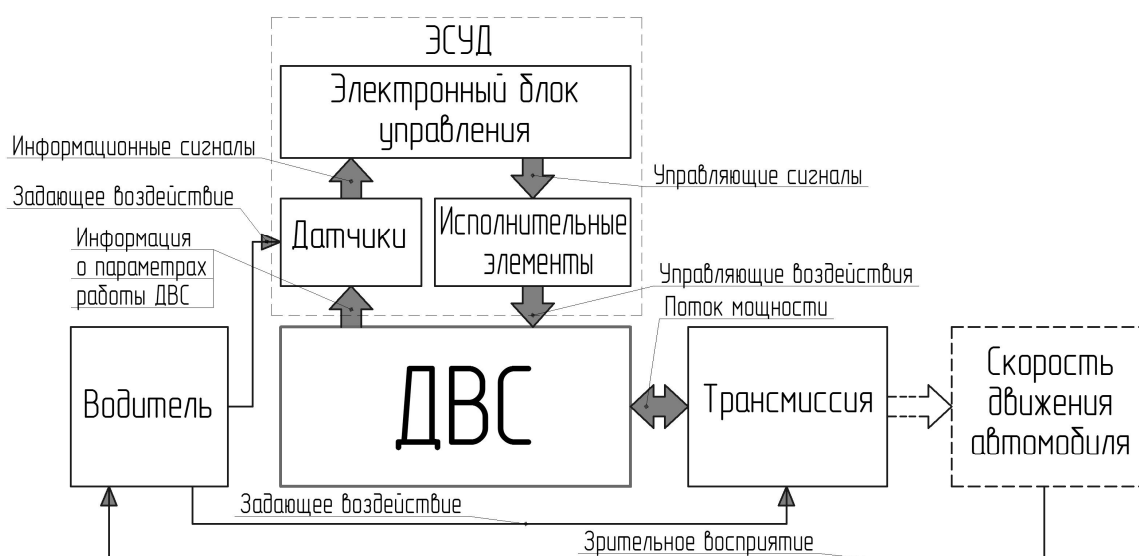 ЭСУД
Электронный блок
управления
Информационные сигналы
Управляющие сигналы
Задающее воздействие
Датчики
Исполнительные
элементы
Информация
о параметрах
работы ДВС
Управляющие воздействия
Поток мощности
Водитель
ДВС
Трансмиссия
Скорость
движения
автомобиля
Задающее воздействие
Зрительное восприятие